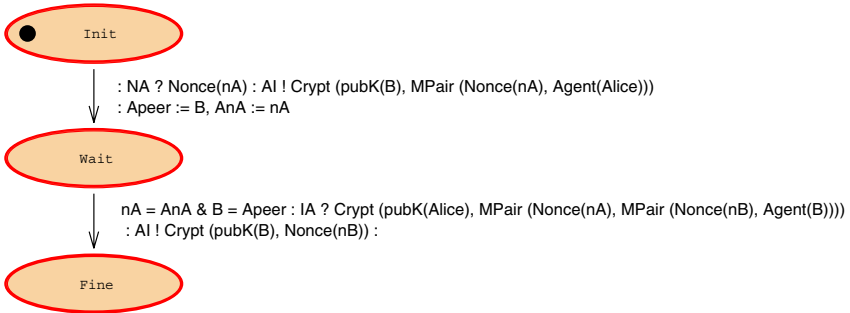 Init
: NA ? Nonce(nA) : AI ! Crypt (pubK(B), MPair (Nonce(nA), Agent(Alice)))
: Apeer := B, AnA := nA
Wait
nA = AnA & B = Apeer : IA ? Crypt (pubK(Alice), MPair (Nonce(nA), MPair (Nonce(nB), Agent(B))))
: AI ! Crypt (pubK(B), Nonce(nB)) :
Fine